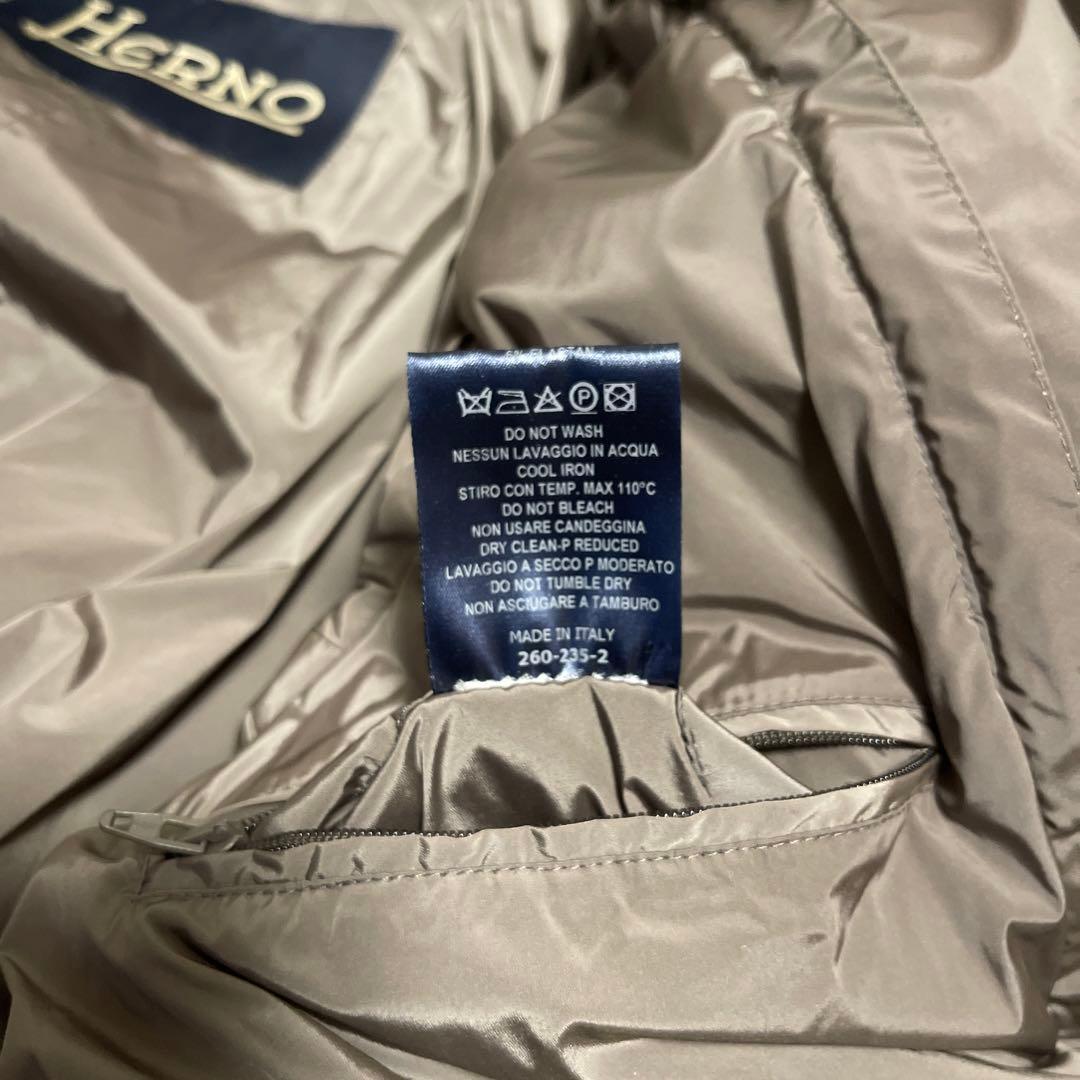 HERNO
6% ELASTAN
P
DO NOT WASH
NESSUN LAVAGGIO IN ACQUA
COOL IRON
STIRO CON TEMP. MAX 110°C
DO NOT BLEACH
NON USARE CANDEGGINA
DRY CLEAN-P REDUCED
LAVAGGIO A SECCO P MODERATO
DO NOT TUMBLE DRY
NON ASCIUGARE A TAMBURO
MADE IN ITALY
260-235-2